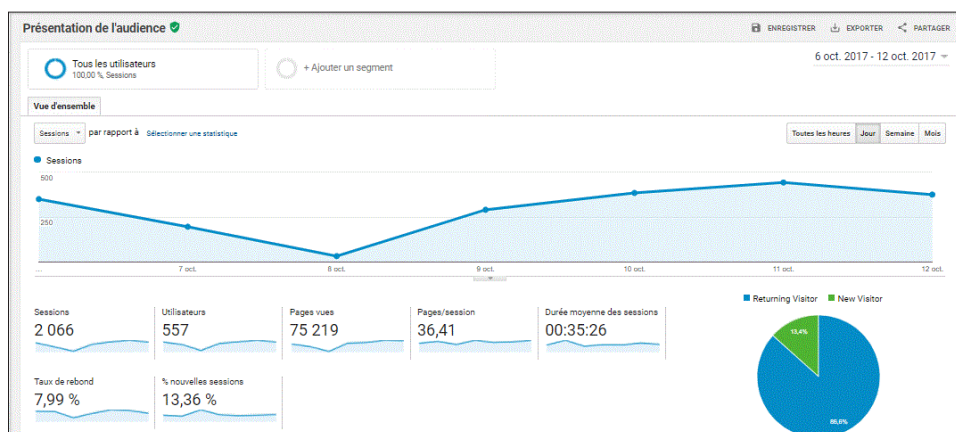 Présentation de l'audience
ENREGISTRER EXPORTER PARTAGER
Tous les utilisateurs
100,00 %, Sessions
+ Ajouter un segment
6 oct. 2017 - 12 oct. 2017
Vue d'ensemble
Sessions par rapport à Sélectionner une statistique
Toutes les heures Jour Semaine Mois
Sessions
500
250
... 7 oct. 8 oct. 9 oct. 10 oct. 11 oct. 12 oct.
Returning Visitor New Visitor
Sessions Utilisateurs Pages vues Pages/session Durée moyenne des sessions
2 066 557 75 219 36,41 00:35:26
13,4%
Taux de rebond % nouvelles sessions
7,99 % 13,36 %
86,6%